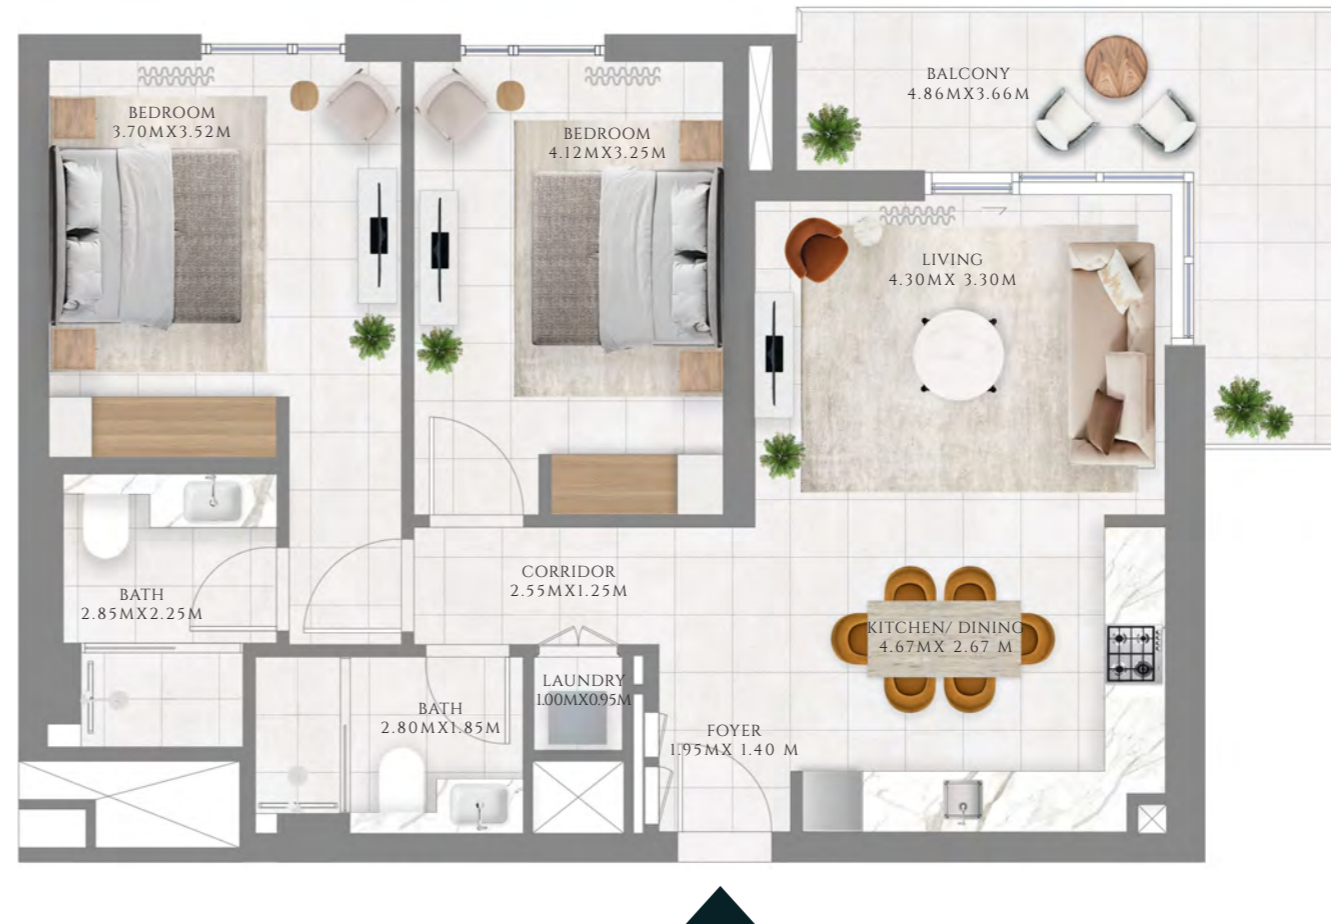 BALCONY
4.86MX3.66M
BEDROOM
3.70MX3.52M
BEDROOM
4.12MX3.25M
LIVING
4.30MX 3.30M
CORRIDOR
2.55MX1.25M
BATH
2.85MX2.25M
KITCHEN/ DINING
4.67MX 2.67 M
LAUNDRY
1.00MX0.95M
BATH
2.80MX1.85M
FOYER
1.95MX 1.40 M